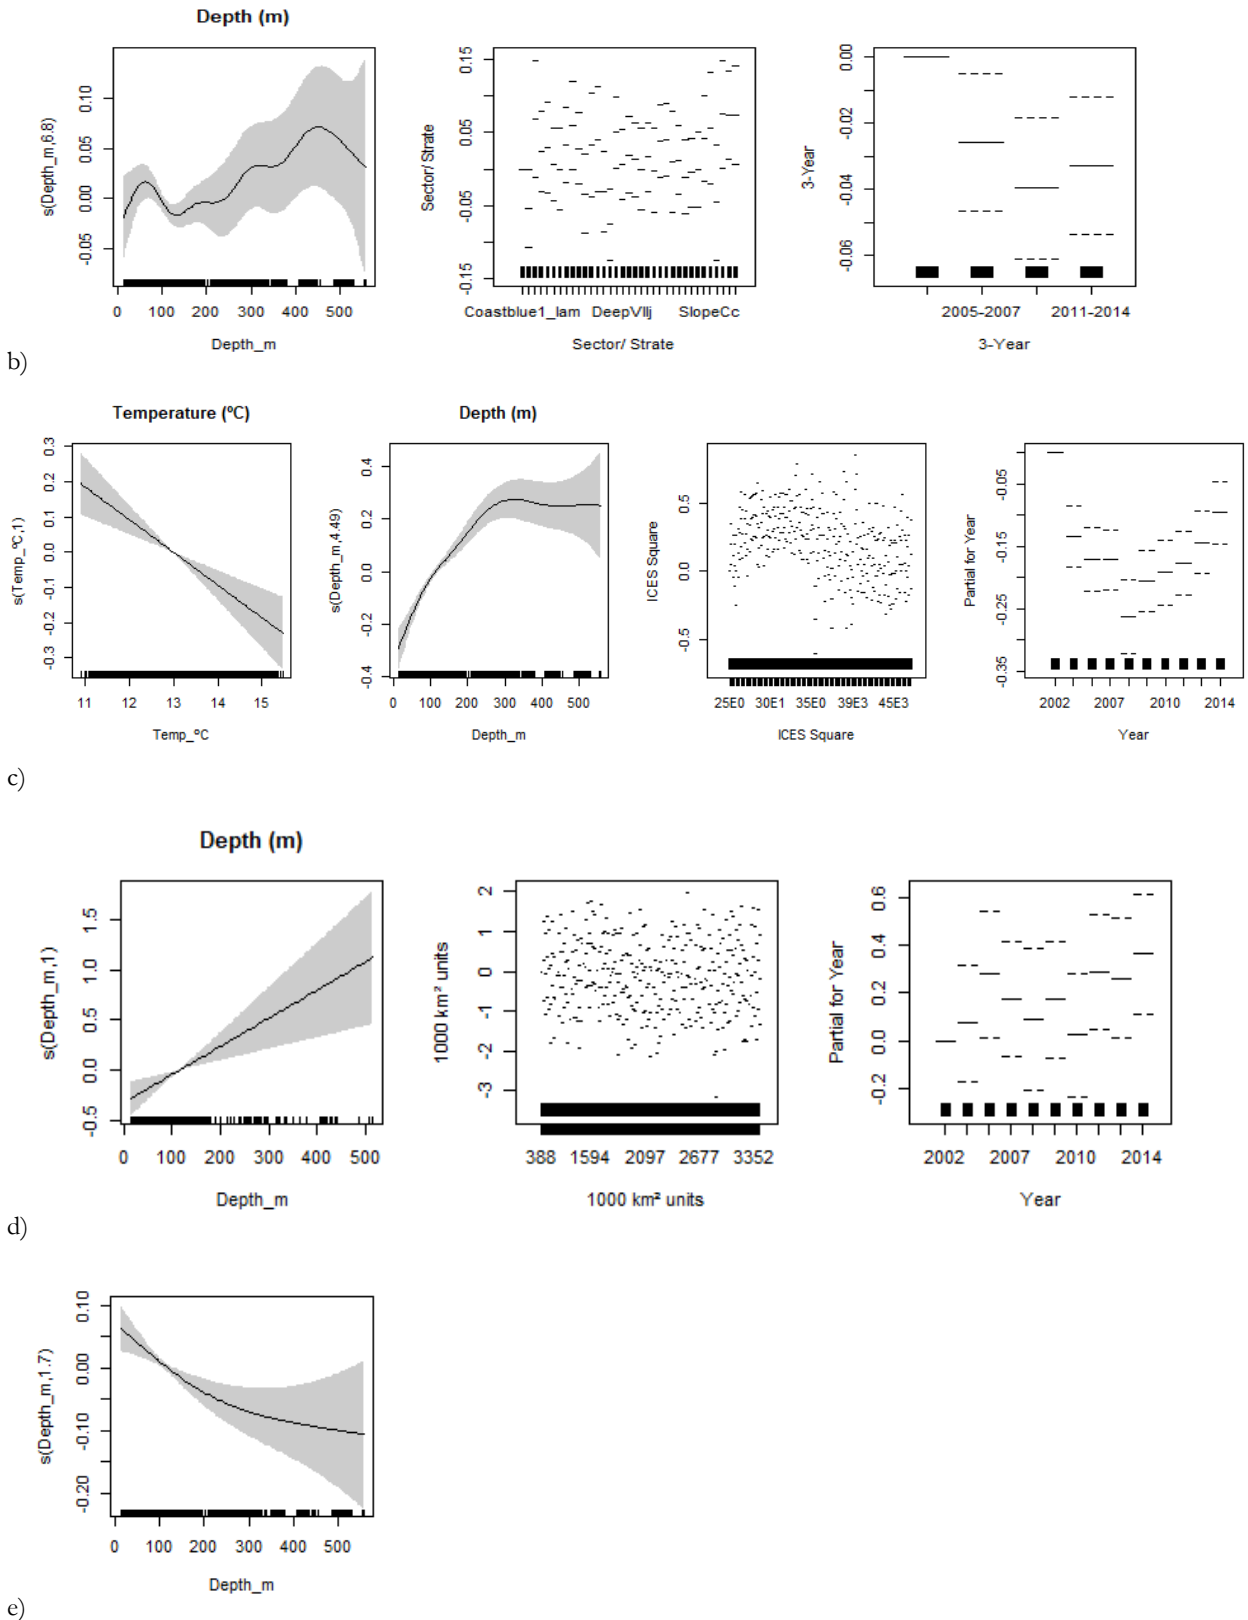 Depth (m)
s(Depth_m,6.8)
0.10
0.05
0.00
-0.05
0 100 200 300 400 500
Depth_m
Sector/ Strate
0.15
0.05
-0.05
-0.15
Coastblue1_lam DeepVIIj SlopeCc
Sector/ Strate
3-Year
0.00
-0.02
-0.04
-0.06
2005-2007 2011-2014
3-Year
b)
Temperature (ºC)
s(Temp_ºC,1)
0.3
0.2
0.1
0.0
-0.1
-0.2
-0.3
11 12 13 14 15
Temp_ºC
Depth (m)
s(Depth_m,4.49)
0.4
0.2
0.0
-0.2
-0.4
0 100 200 300 400 500
Depth_m
ICES Square
0.5
0.0
-0.5
25E0 30E1 35E0 39E3 45E3
ICES Square
Partial for Year
-0.05
-0.15
-0.25
-0.35
2002 2007 2010 2014
Year
c)
Depth (m)
s(Depth_m,1)
1.5
1.0
0.5
0.0
-0.5
0 100 200 300 400 500
Depth_m
1000 km² units
2
1
0
-1
-2
-3
388 1594 2097 2677 3352
1000 km² units
Partial for Year
0.6
0.4
0.2
0.0
-0.2
2002 2007 2010 2014
Year
d)
s(Depth_m,1.7)
0.10
0.00
-0.10
-0.20
0 100 200 300 400 500
Depth_m
e)